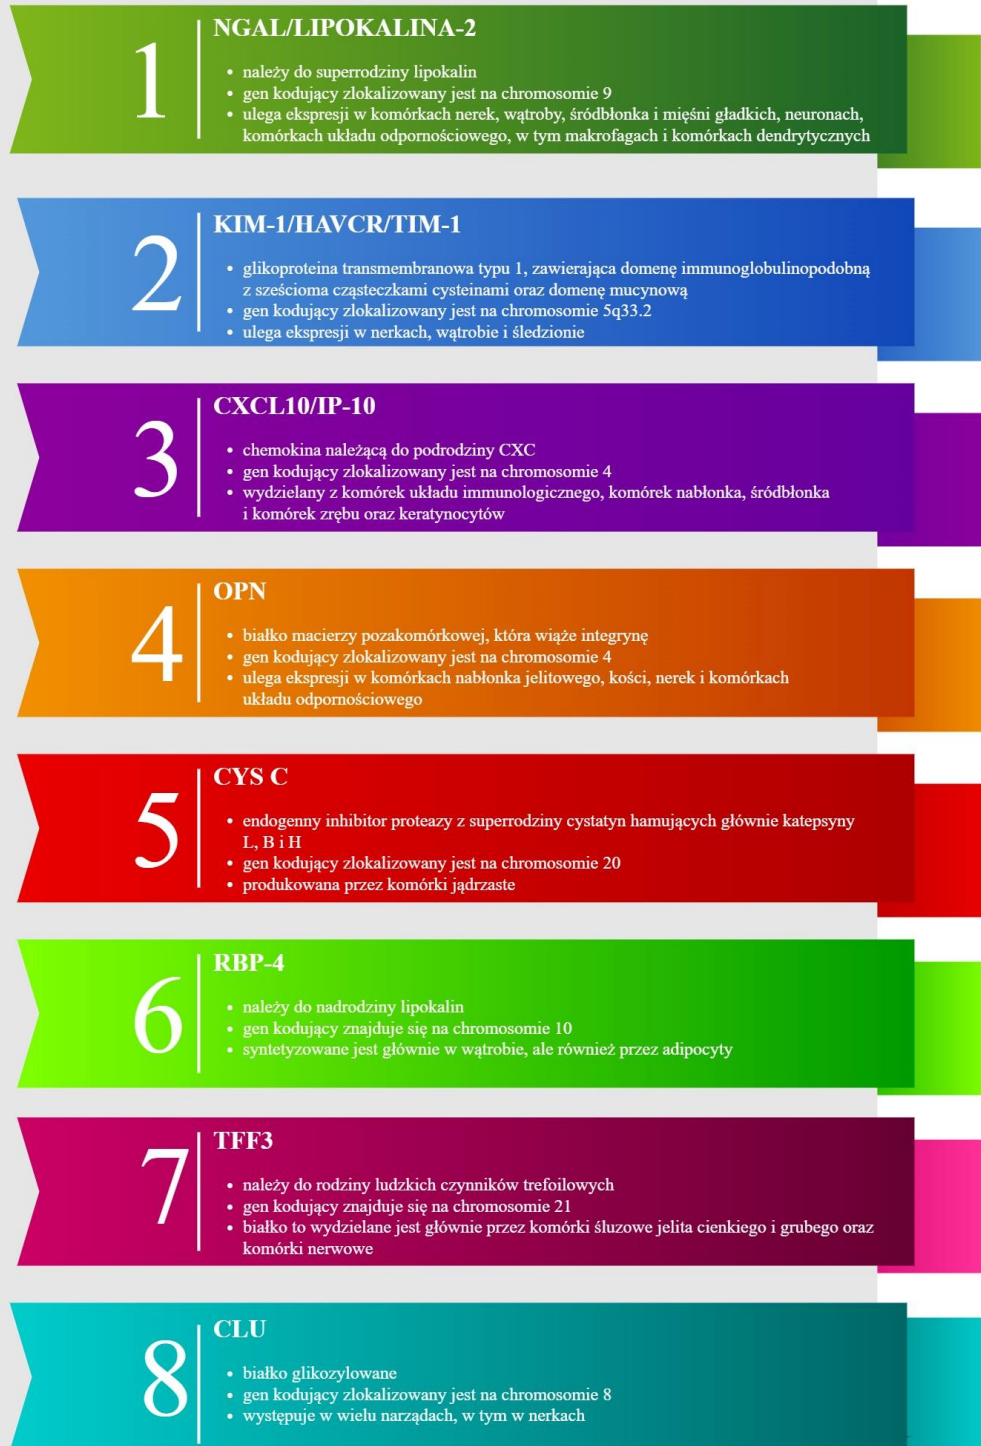 1
NGAL/LIPOKALINA-2
• należy do superrodziny lipokalin
• gen kodujący zlokalizowany jest na chromosomie 9
• ulega ekspresji w komórkach nerek, wątroby, śródbłonka i mięśni gładkich, neuronach,
komórkach układu odpornościowego, w tym makrofagach i komórkach dendrytycznych
2
KIM-1/HAVCR/TIM-1
• glikoproteina transmembranowa typu 1, zawierająca domenę immunoglobulinopodobną
z sześcioma cząsteczkami cysteinami oraz domenę mucynową
• gen kodujący zlokalizowany jest na chromosomie 5q33.2
• ulega ekspresji w nerkach, wątrobie i śledzionie
3
CXCL10/IP-10
• chemokina należącą do podrodziny CXC
• gen kodujący zlokalizowany jest na chromosomie 4
• wydzielany z komórek układu immunologicznego, komórek nabłonka, śródbłonka
i komórek zrębu oraz keratynocytów
4
OPN
• białko macierzy pozakomórkowej, która wiąże integrynę
• gen kodujący zlokalizowany jest na chromosomie 4
• ulega ekspresji w komórkach nabłonka jelitowego, kości, nerek i komórkach
układu odpornościowego
5
CYS C
• endogenny inhibitor proteazy z superrodziny cystatyn hamujących głównie katepsyny
L, B i H
• gen kodujący zlokalizowany jest na chromosomie 20
• produkowana przez komórki jądrzaste
6
RBP-4
• należy do nadrodziny lipokalin
• gen kodujący znajduje się na chromosomie 10
• syntetyzowane jest głównie w wątrobie, ale również przez adipocyty
7
TFF3
• należy do rodziny ludzkich czynników trefoilowych
• gen kodujący znajduje się na chromosomie 21
• białko to wydzielane jest głównie przez komórki śluzowe jelita cienkiego i grubego oraz
komórki nerwowe
8
CLU
• białko glikozylowane
• gen kodujący zlokalizowany jest na chromosomie 8
• występuje w wielu narządach, w tym w nerkach